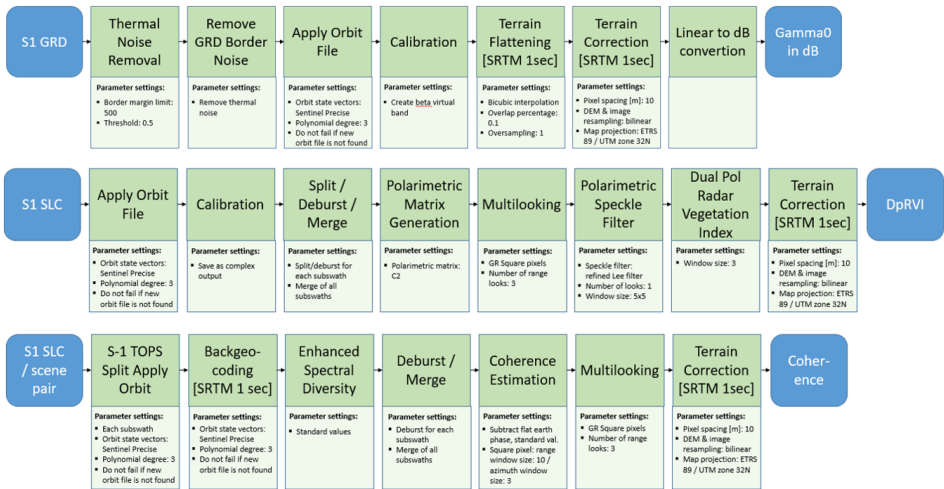 S1 GRD
Thermal
Noise
Removal
Parameter settings:
▪ Border margin limit:
500
▪ Threshold: 0.5
Remove
GRD Border
Noise
Parameter settings:
▪ Remove thermal
noise
Apply Orbit
File
Parameter settings:
▪ Orbit state vectors:
Sentinel Precise
▪ Polynomial degree: 3
▪ Do not fail if new
orbit file is not found
Calibration
Parameter settings:
▪ Create beta virtual
band
Terrain
Flattening
[SRTM 1sec]
Parameter settings:
▪ Bicubic interpolation
▪ Overlap percentage:
0.1
▪ Oversampling: 1
Terrain
Correction
[SRTM 1sec]
Parameter settings:
▪ Pixel spacing [m]: 10
▪ DEM & image
resampling: bilinear
▪ Map projection: ETRS
89 / UTM zone 32N
Linear to dB
convertion
Gamma0
in dB
S1 SLC
Apply Orbit
File
Parameter settings:
▪ Orbit state vectors:
Sentinel Precise
▪ Polynomial degree: 3
▪ Do not fail if new
orbit file is not found
Calibration
Parameter settings:
▪ Save as complex
output
Split /
Deburst /
Merge
Parameter settings:
▪ Split/deburst for
each subswath
▪ Merge of all
subswaths
Polarimetric
Matrix
Generation
Parameter settings:
▪ Polarimetric matrix:
C2
Multilooking
Parameter settings:
▪ GR Square pixels
▪ Number of range
looks: 3
Polarimetric
Speckle
Filter
Parameter settings:
▪ Speckle filter:
refined Lee filter
▪ Number of looks: 1
▪ Window size: 5x5
Dual Pol
Radar
Vegetation
Index
Parameter settings:
▪ Window size: 3
Terrain
Correction
[SRTM 1sec]
Parameter settings:
▪ Pixel spacing [m]: 10
▪ DEM & image
resampling: bilinear
▪ Map projection: ETRS
89 / UTM zone 32N
DpRVI
S1 SLC
/ scene
pair
S-1 TOPS
Split Apply
Orbit
Parameter settings:
▪ Each subswath
▪ Orbit state vectors:
Sentinel Precise
▪ Polynomial degree: 3
▪ Do not fail if new
orbit file is not found
Backgeo-
coding
[SRTM 1 sec]
Parameter settings:
▪ Orbit state vectors:
Sentinel Precise
▪ Polynomial degree: 3
▪ Do not fail if new
orbit file is not found
Enhanced
Spectral
Diversity
Parameter settings:
▪ Standard values
Deburst /
Merge
Parameter settings:
▪ Deburst for each
subswath
▪ Merge of all
subswaths
Coherence
Estimation
Parameter settings:
▪ Subtract flat earth
phase, standard val.
▪ Square pixel: range
window size: 10 /
azimuth window
size: 3
Multilooking
Parameter settings:
▪ GR Square pixels
▪ Number of range
looks: 3
Terrain
Correction
[SRTM 1sec]
Parameter settings:
▪ Pixel spacing [m]: 10
▪ DEM & image
resampling: bilinear
▪ Map projection: ETRS
89 / UTM zone 32N
Coher-
ence